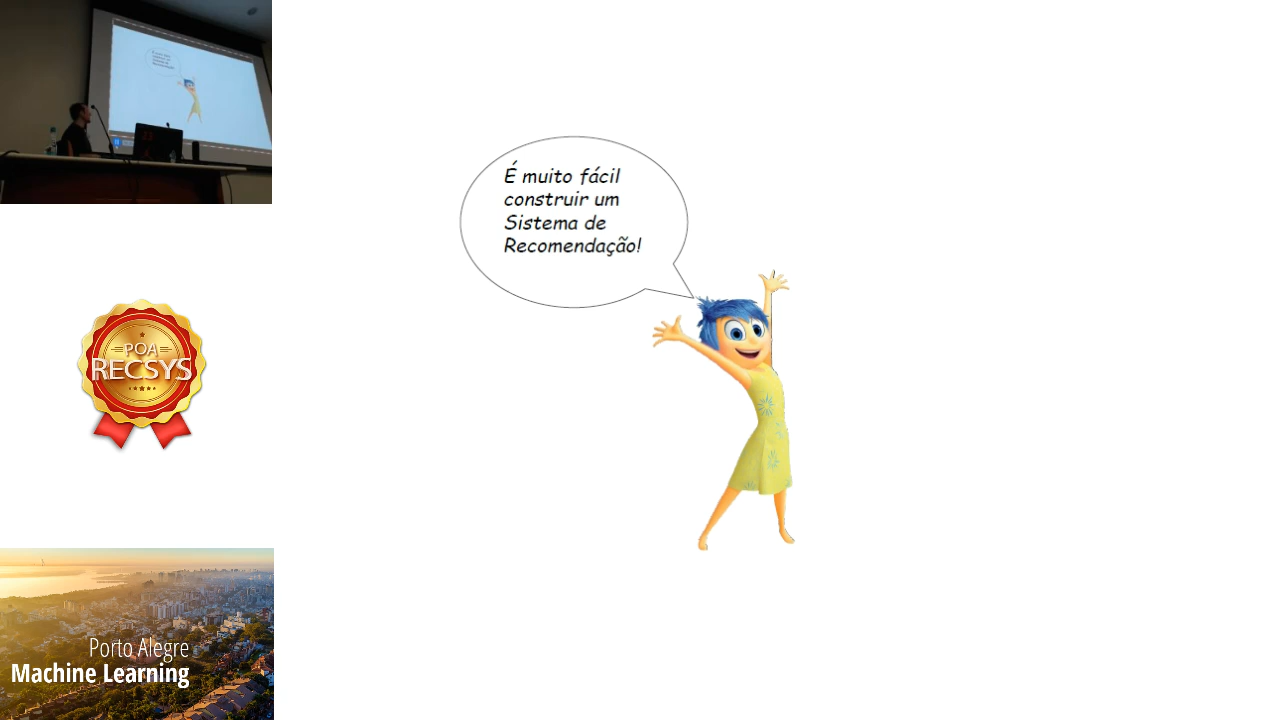 É muito fácil
construir um
Sistema de
Recomendação!
POA
RECSYS
Porto Alegre
Machine Learning